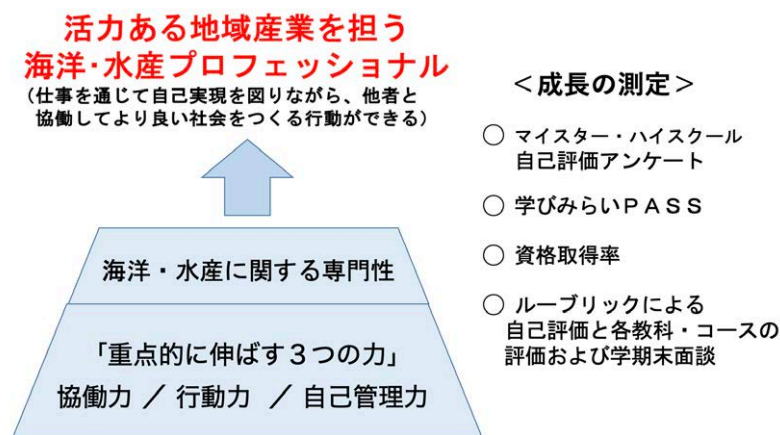 活力ある地域産業を担う
海洋・水産プロフェッショナル
（仕事を通じて自己実現を図りながら、他者と
協働してより良い社会をつくる行動ができる）
海洋・水産に関する専門性
「重点的に伸ばす３つの力」
協働力 ／ 行動力 ／ 自己管理力
＜成長の測定＞
○ マイスター・ハイスクール
自己評価アンケート
○ 学びみらいＰＡＳＳ
○ 資格取得率
○ ルーブリックによる
自己評価と各教科・コースの
評価および学期末面談